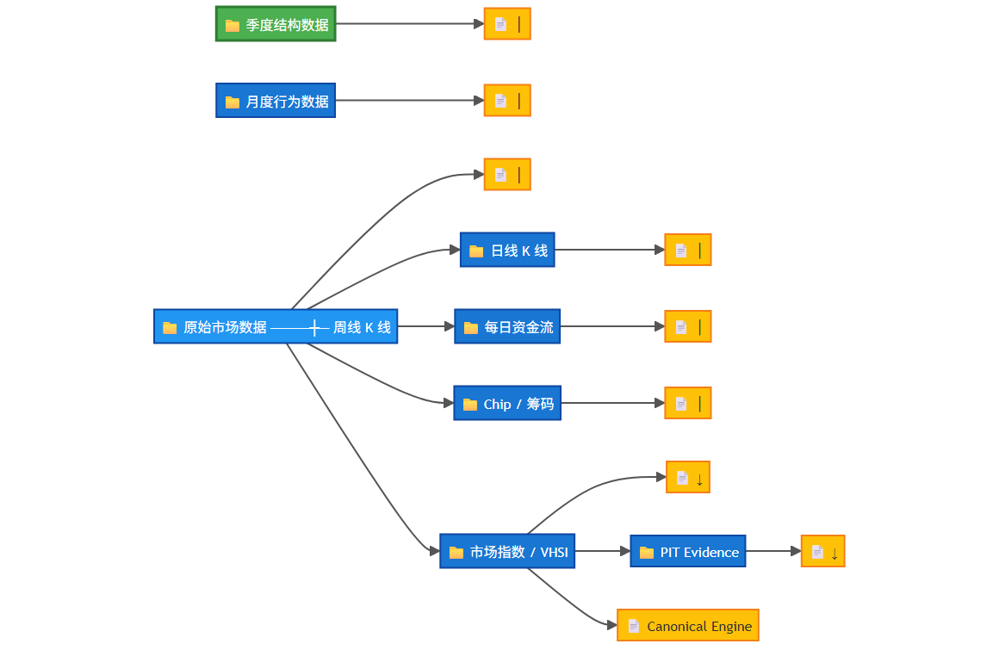 季度结构数据
│
月度行为数据
│
│
日线 K 线
│
原始市场数据 ─────┼─ 周线 K 线
每日资金流
│
Chip / 筹码
│
↓
市场指数 / VHSI
PIT Evidence
↓
Canonical Engine